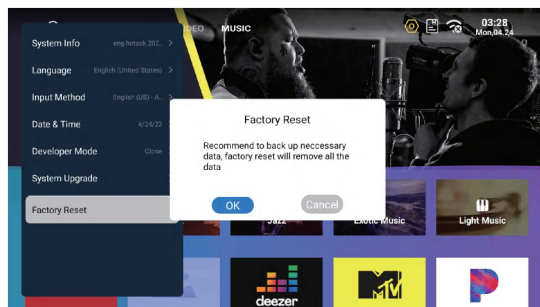 DEO MUSIC
03:28
Mon,04.24
System Info eng.hotack.202..
Language English (United States)
Input Method English (US) - A..
Date & Time 4/24/23
Developer Mode Close
System Upgrade
Factory Reset
Factory Reset
Recommend to back up neccessary
data, factory reset will remove all the
data
OK Cancel
Jazz
Exotic Music
Light Music
deezer
MTV